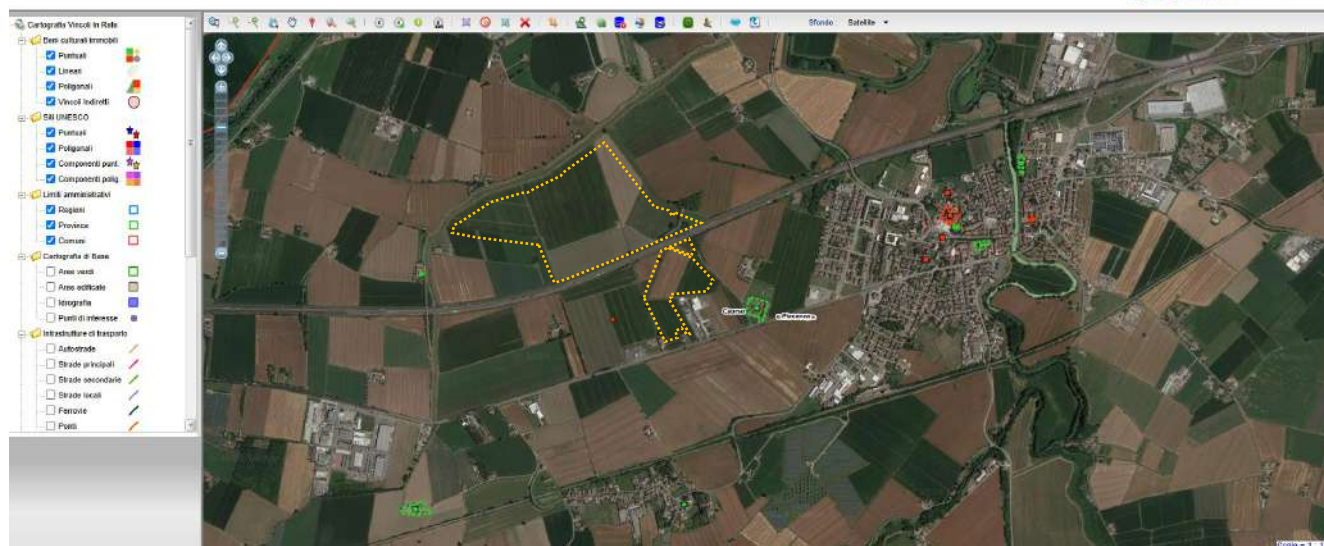 Cartografia Vincoli In Rete
Beni culturali immobili
Puntuali
Lineari
Poligonali
Vincoli Indiretti
Siti UNESCO
Puntuali
Poligonali
Componenti punt.
Componenti polig.
Limiti amministrativi
Regioni
Province
Comuni
Cartografia di Base
Aree verdi
Aree edificate
Idrografia
Punti di interesse
Infrastrutture di trasporto
Autostrade
Strade principali
Strade secondarie
Strade locali
Ferrovie
Ponti
Sfondo: Satellite
Scala = 1 :